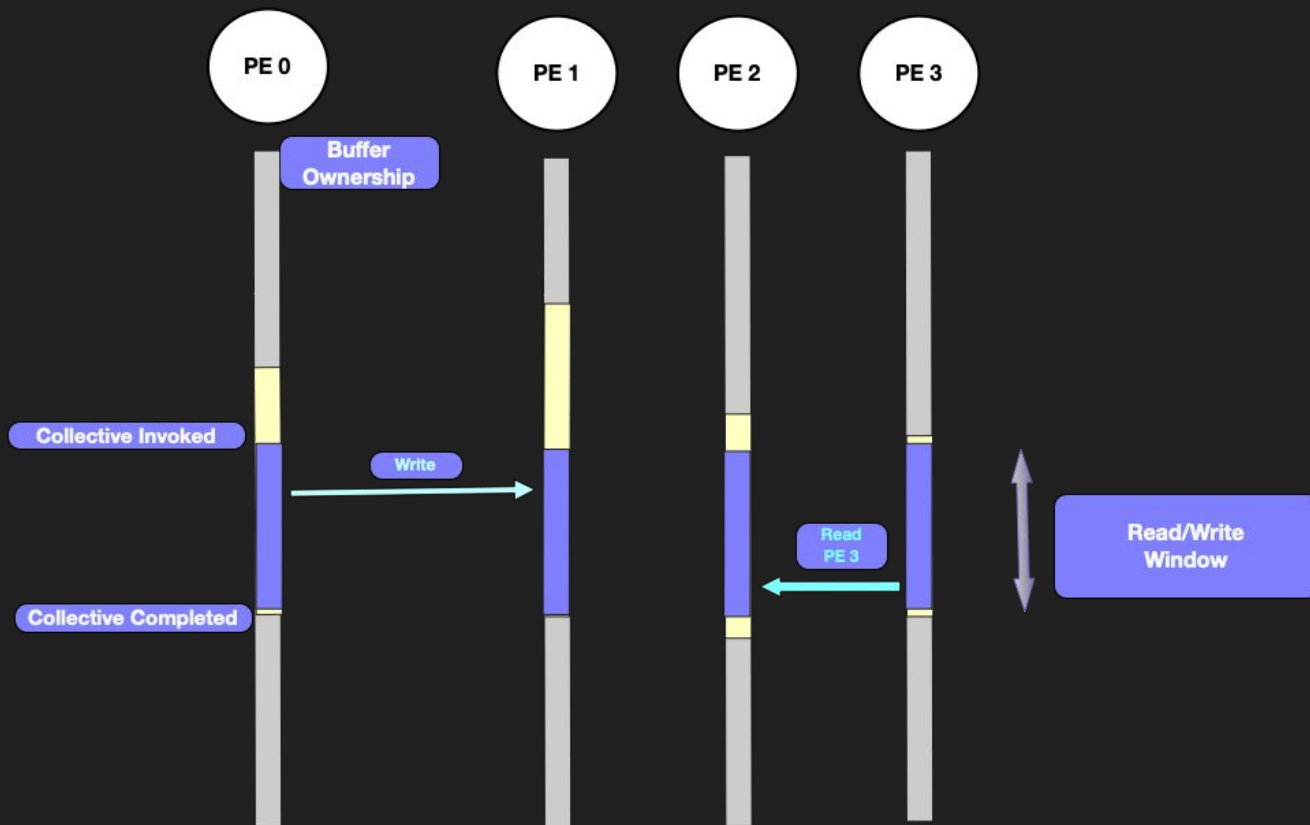 PE 0
PE 1
PE 2
PE 3
Buffer
Ownership
Collective Invoked
Write
Read
PE 3
Read/Write
Window
Collective Completed